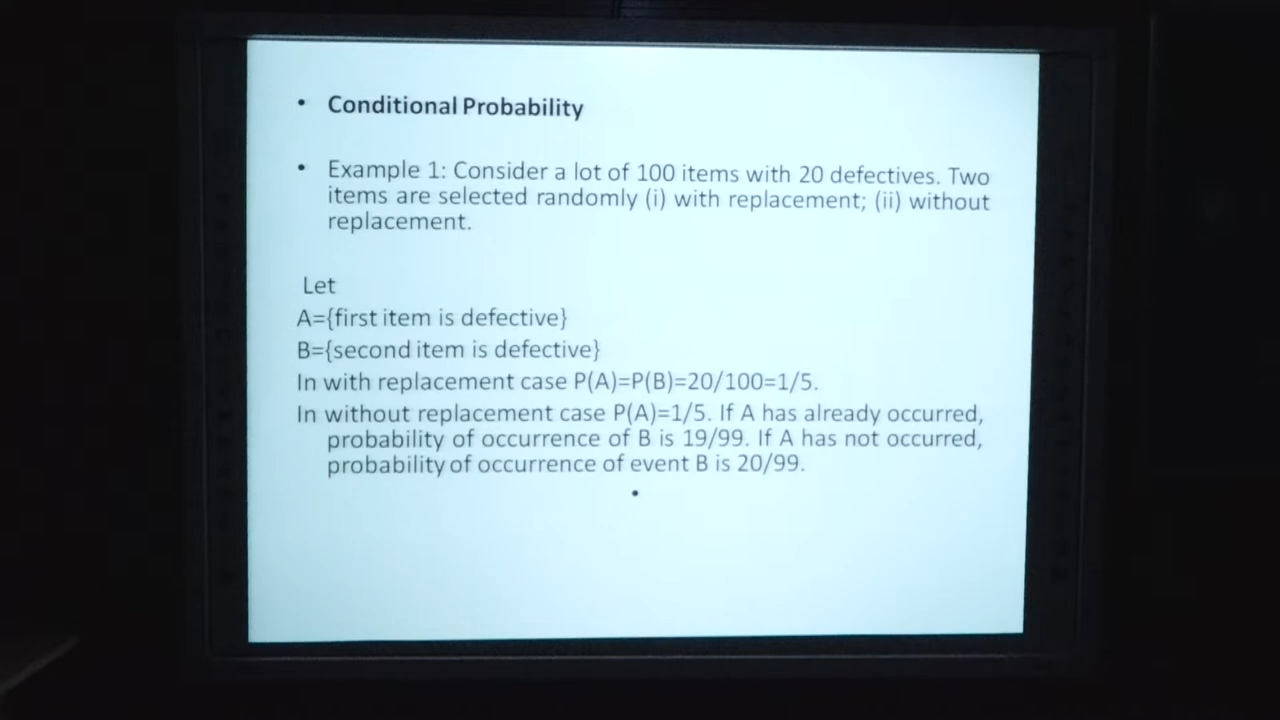 • Conditional Probability
• Example 1: Consider a lot of 100 items with 20 defectives. Two
items are selected randomly (i) with replacement; (ii) without
replacement.
Let
A={first item is defective}
B={second item is defective}
In with replacement case P(A)=P(B)=20/100=1/5.
In without replacement case P(A)=1/5. If A has already occurred,
probability of occurrence of B is 19/99. If A has not occurred,
probability of occurrence of event B is 20/99.
•